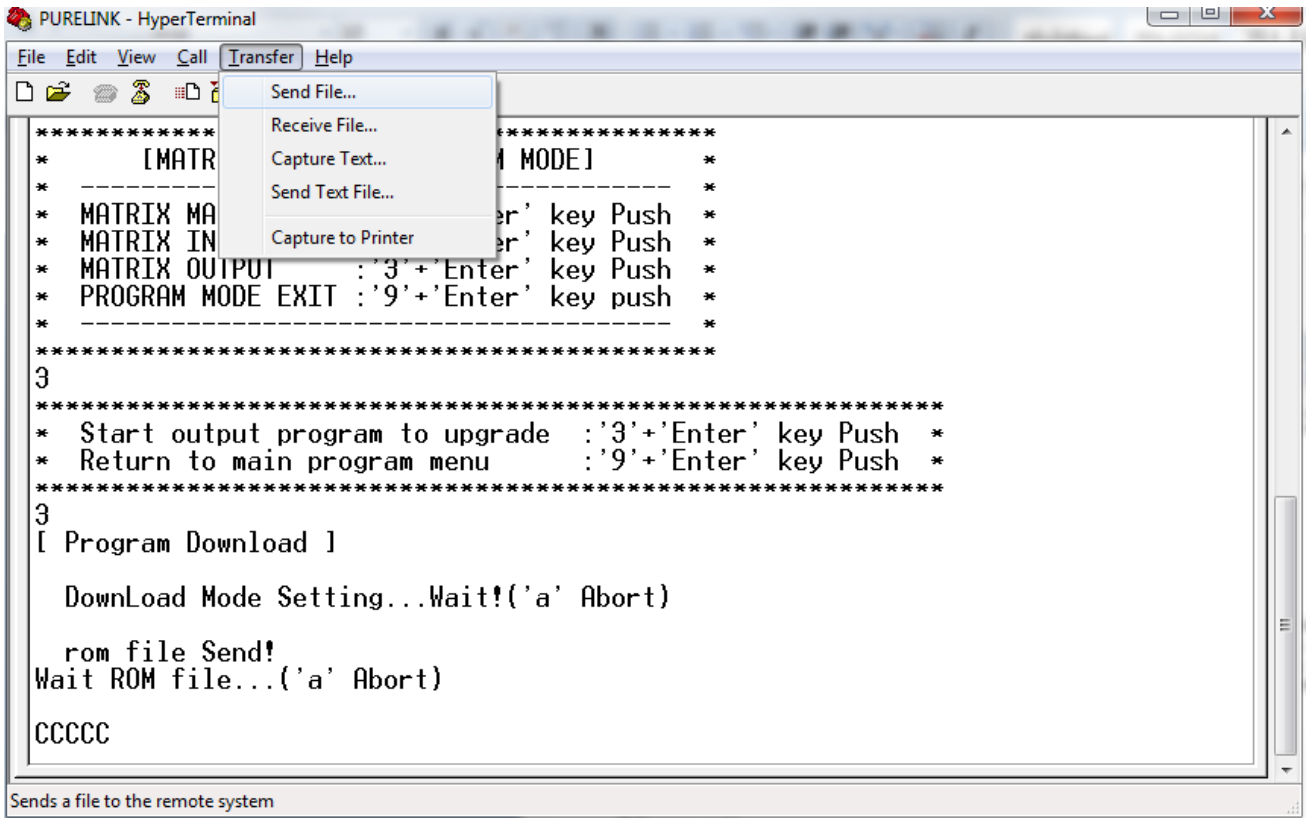 PURELINK - HyperTerminal
File Edit View Call Transfer Help
Send File...
Receive File...
Capture Text...
Send Text File...
Capture to Printer
************ ***************
* [MATR M MODE] *
* ---------- ----------- *
* MATRIX MA er' key Push *
* MATRIX IN er' key Push *
* MATRIX OUTPUT :'3'+'Enter' key Push *
* PROGRAM MODE EXIT :'9'+'Enter' key push *
* --------------------------------------- *
*********************************************
3
************************************************************
* Start output program to upgrade :'3'+'Enter' key Push *
* Return to main program menu :'9'+'Enter' key Push *
************************************************************
3
[ Program Download ]
DownLoad Mode Setting...Wait!('a' Abort)
rom file Send!
Wait ROM file...('a' Abort)
CCCCC
Sends a file to the remote system